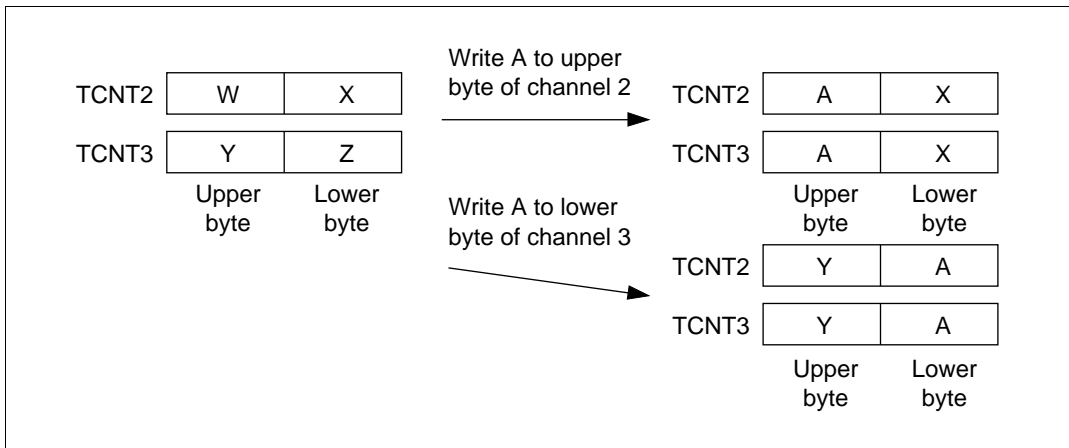 Write A to upper
byte of channel 2
TCNT2 W X
TCNT3 Y Z
Upper Lower
byte byte
TCNT2 A X
TCNT3 A X
Upper Lower
byte byte
Write A to lower
byte of channel 3
TCNT2 Y A
TCNT3 Y A
Upper Lower
byte byte